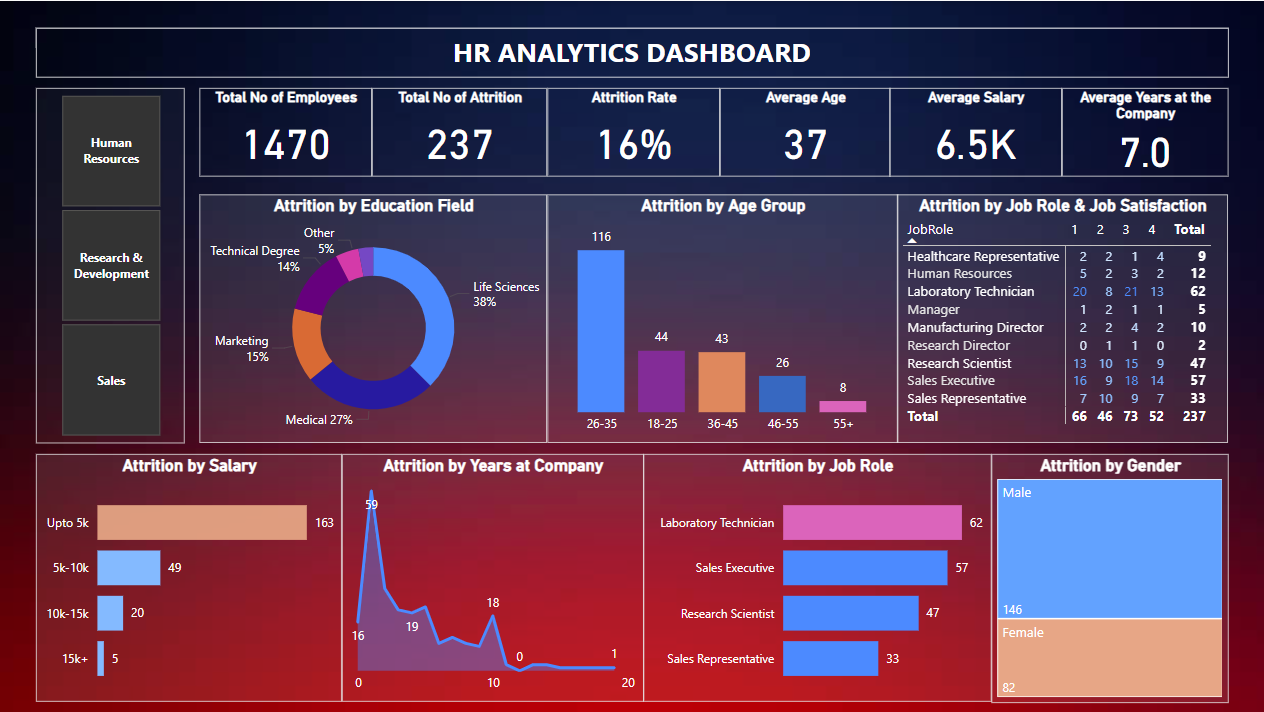 HR ANALYTICS DASHBOARD
Human
Resources
Research &
Development
Sales
Total No of Employees
1470
Total No of Attrition
237
Attrition Rate
16%
Average Age
37
Average Salary
6.5K
Average Years at the
Company
7.0
Attrition by Education Field
Other
5%
Technical Degree
14%
Life Sciences
38%
Marketing
15%
Medical 27%
Attrition by Age Group
116
44
43
26
8
26-35 18-25 36-45 46-55 55+
Attrition by Job Role & Job Satisfaction
JobRole 1 2 3 4 Total
Healthcare Representative 2 2 1 4 9
Human Resources 5 2 3 2 12
Laboratory Technician 20 8 21 13 62
Manager 1 2 1 1 5
Manufacturing Director 2 2 4 2 10
Research Director 0 1 1 0 2
Research Scientist 13 10 15 9 47
Sales Executive 16 9 18 14 57
Sales Representative 7 10 9 7 33
Total 66 46 73 52 237
Attrition by Salary
Upto 5k 163
5k-10k 49
10k-15k 20
15k+ 5
Attrition by Years at Company
59
18
19
16
0
1
0 10 20
Attrition by Job Role
Laboratory Technician 62
Sales Executive 57
Research Scientist 47
Sales Representative 33
Attrition by Gender
Male
146
Female
82